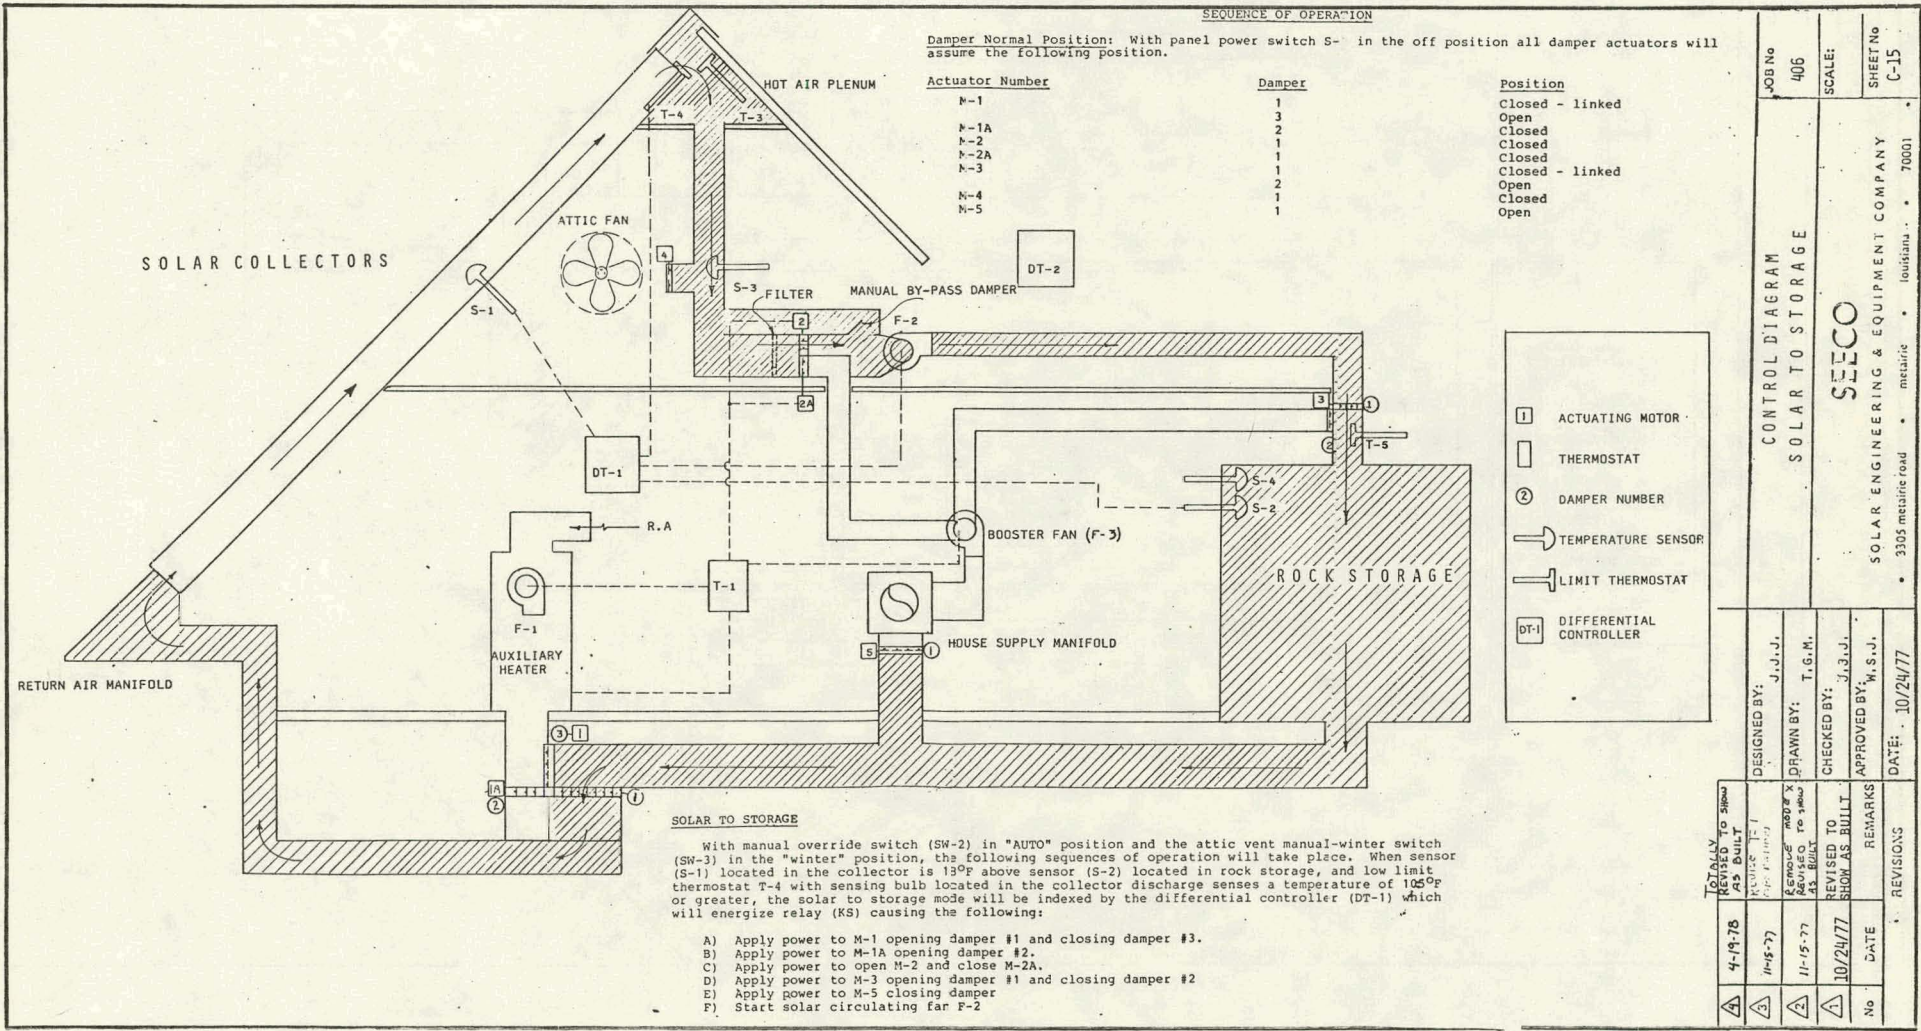 SEQUENCE OF OPERATION
Damper Normal Position: With panel power switch S- in the off position all damper actuators will
assume the following position.
Actuator Number Damper Position
M-1 1 Closed - linked
3 Open
M-1A 2 Closed
M-2 1 Closed
M-2A 1 Closed
M-3 1 Closed - linked
2 Open
M-4 1 Closed
M-5 1 Open
HOT AIR PLENUM
T-4
T-3
ATTIC FAN
SOLAR COLLECTORS
4
S-3
S-1
DT-2
FILTER
MANUAL BY-PASS DAMPER
2
F-2
2A
3
1
2
T-5
DT-1
S-4
S-2
R.A
BOOSTER FAN (F-3)
ROCK STORAGE
T-1
F-1
AUXILIARY
HEATER
HOUSE SUPPLY MANIFOLD
5
1
RETURN AIR MANIFOLD
3
1
1A
2
1
1 ACTUATING MOTOR
THERMOSTAT
2 DAMPER NUMBER
TEMPERATURE SENSOR
LIMIT THERMOSTAT
DT-1 DIFFERENTIAL
CONTROLLER
SOLAR TO STORAGE
With manual override switch (SW-2) in "AUTO" position and the attic vent manual-winter switch
(SW-3) in the "winter" position, the following sequences of operation will take place. When sensor
(S-1) located in the collector is 13°F above sensor (S-2) located in rock storage, and low limit
thermostat T-4 with sensing bulb located in the collector discharge senses a temperature of 105°F
or greater, the solar to storage mode will be indexed by the differential controller (DT-1) which
will energize relay (KS) causing the following:
A) Apply power to M-1 opening damper #1 and closing damper #3.
B) Apply power to M-1A opening damper #2.
C) Apply power to open M-2 and close M-2A.
D) Apply power to M-3 opening damper #1 and closing damper #2
E) Apply power to M-5 closing damper
F) Start solar circulating far F-2
JOB No
406
SCALE:
SHEET No
C-15
CONTROL DIAGRAM
SOLAR TO STORAGE
SEECO
SOLAR ENGINEERING & EQUIPMENT COMPANY
• 3305 metairie road • metairie • louisiana • 70001
DESIGNED BY: J.J.J.
DRAWN BY: T.G.M.
CHECKED BY: J.J.J.
APPROVED BY: W.S.J.
DATE: 10/24/77
4 4-19-78 TOTALLY REVISED TO SHOW AS BUILT
3 11-15-77
2 11-15-77 REMOVE MODE X REVISED TO SHOW AS BUILT
1 10/24/77 REVISED TO SHOW AS BUILT
No DATE REMARKS
REVISIONS